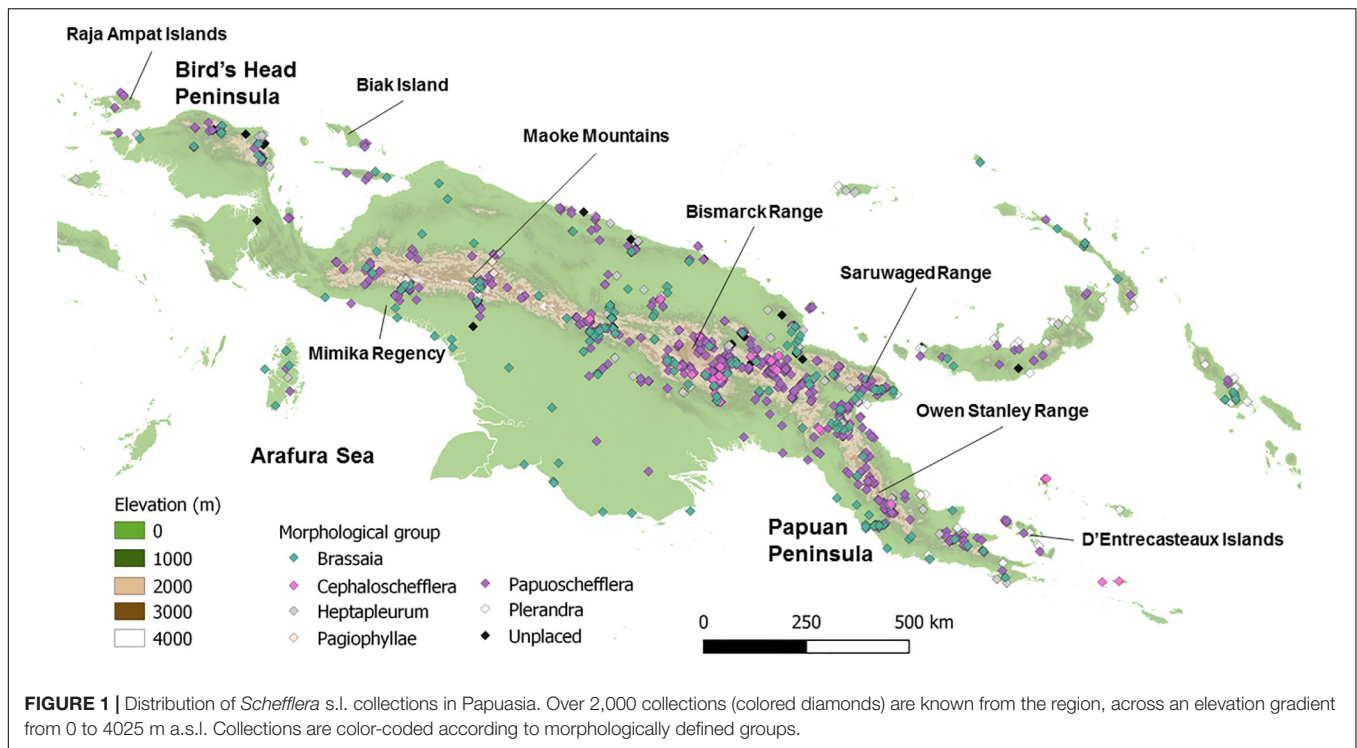 Raja Ampat Islands
Bird's Head
Peninsula
Biak Island
Maoke Mountains
Bismarck Range
Saruwaged Range
Mimika Regency
Owen Stanley Range
Arafura Sea
Papuan
Peninsula
D'Entrecasteaux Islands
Elevation (m)
0
1000
2000
3000
4000
Morphological group
Brassaia
Cephaloschefflera
Heptapleurum
Pagiophyllae
Papuoschefflera
Plerandra
Unplaced
0 250 500 km
FIGURE 1 | Distribution of Schefflera s.l. collections in Papuasia. Over 2,000 collections (colored diamonds) are known from the region, across an elevation gradient
from 0 to 4025 m a.s.l. Collections are color-coded according to morphologically defined groups.